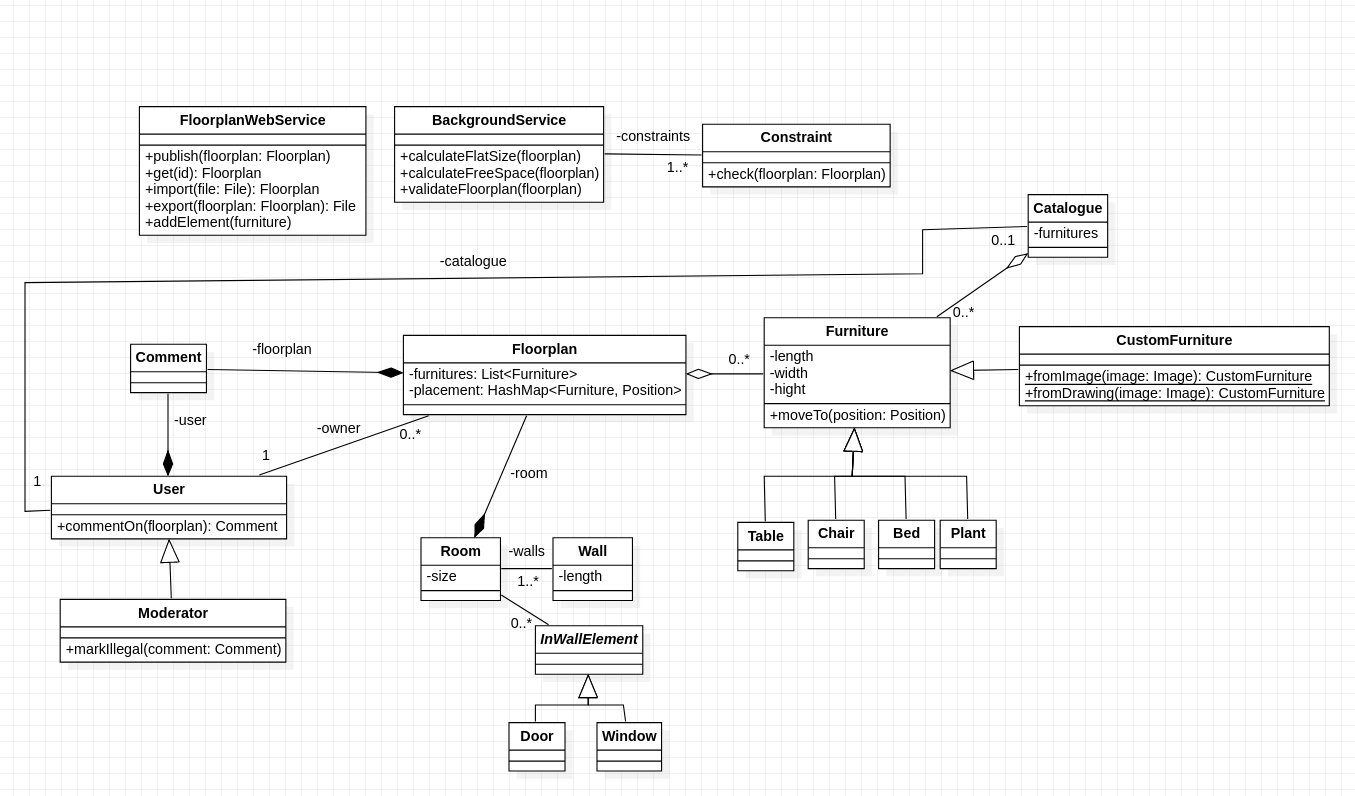 FloorplanWebService
+publish(floorplan: Floorplan)
+get(id): Floorplan
+import(file: File): Floorplan
+export(floorplan: Floorplan): File
+addElement(furniture)
BackgroundService
+calculateFlatSize(floorplan)
+calculateFreeSpace(floorplan)
+validateFloorplan(floorplan)
-constraints
1..*
Constraint
+check(floorplan: Floorplan)
Catalogue
-furnitures
0..1
-catalogue
0..*
Comment
-floorplan
Floorplan
-furnitures: List<Furniture>
-placement: HashMap<Furniture, Position>
0..*
Furniture
-length
-width
-hight
+moveTo(position: Position)
CustomFurniture
+fromImage(image: Image): CustomFurniture
+fromDrawing(image: Image): CustomFurniture
-user
-owner
0..*
1
1
User
+commentOn(floorplan): Comment
-room
Room
-size
-walls
1..*
Wall
-length
Table
Chair
Bed
Plant
Moderator
+markIllegal(comment: Comment)
0..*
InWallElement
Door
Window